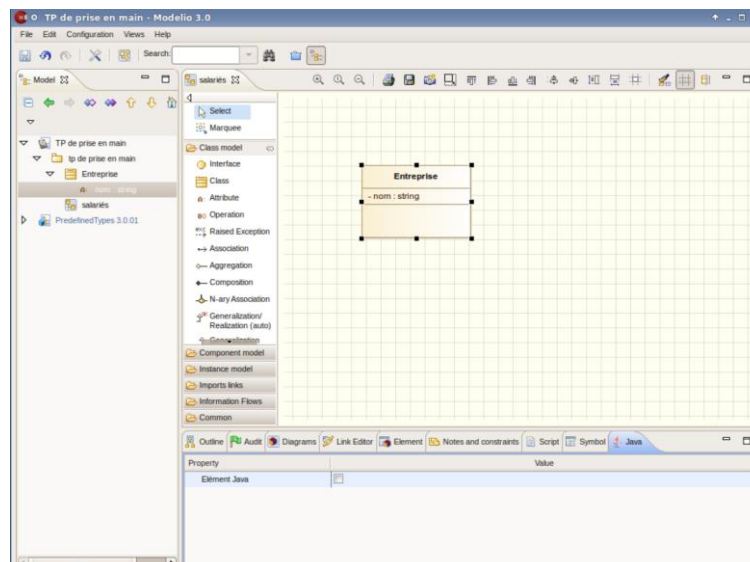 TP de prise en main - Modelio 3.0
File Edit Configuration Views Help
Search:
Model
salariés
TP de prise en main
tp de prise en main
Entreprise
nom : string
salariés
PredefinedTypes 3.0.01
Select
Marquee
Class model
Interface
Class
Attribute
Operation
Raised Exception
Association
Aggregation
Composition
N-ary Association
Generalization/
Realization (auto)
Generalization
Component model
Instance model
Imports links
Information Flows
Common
Entreprise
- nom : string
Outline Audit Diagrams Link Editor Element Notes and constraints Script Symbol Java
Property Value
Elément Java